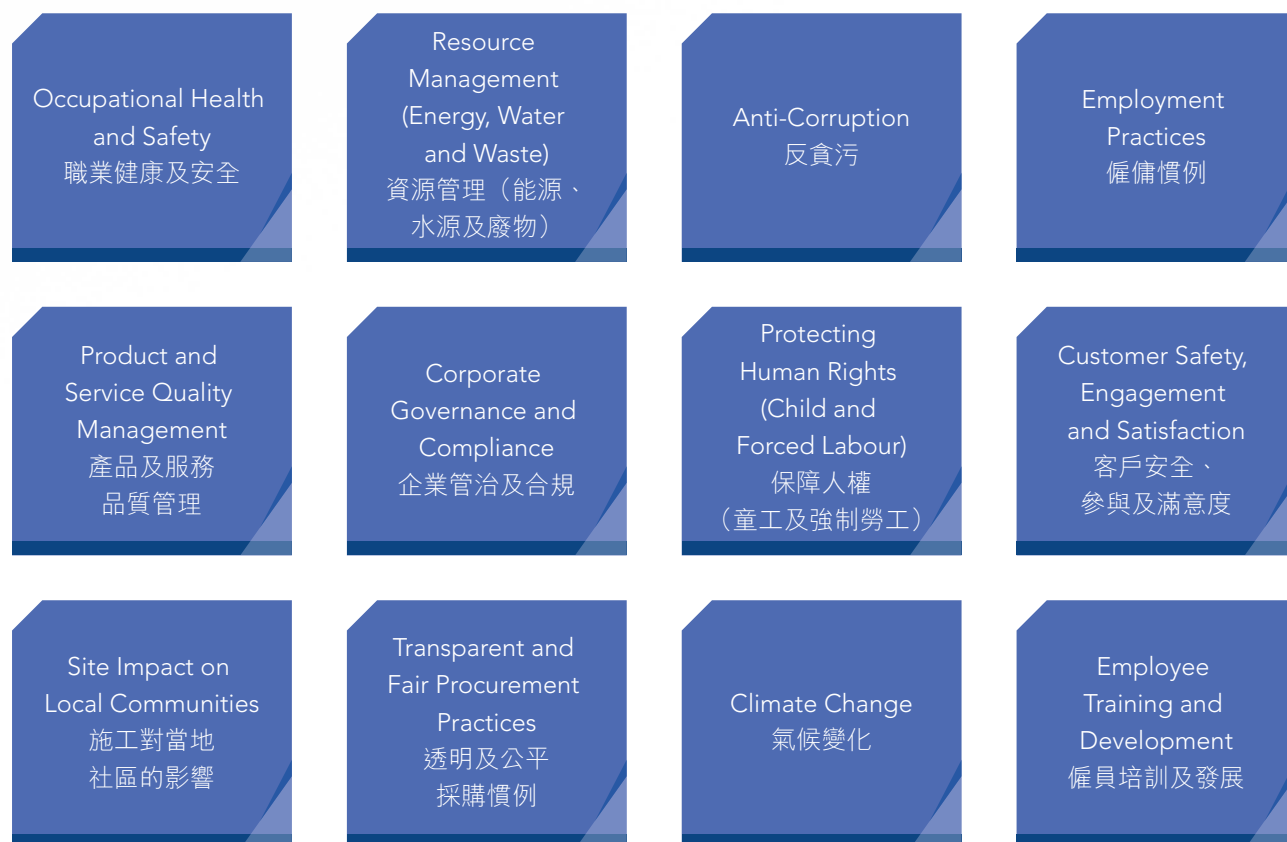 Occupational Health
and Safety
職業健康及安全
Resource
Management
(Energy, Water
and Waste)
資源管理（能源、
水源及廢物）
Anti-Corruption
反貪污
Employment
Practices
僱傭慣例
Product and
Service Quality
Management
產品及服務
品質管理
Corporate
Governance and
Compliance
企業管治及合規
Protecting
Human Rights
(Child and
Forced Labour)
保障人權
（童工及強制勞工）
Customer Safety,
Engagement
and Satisfaction
客戶安全、
參與及滿意度
Site Impact on
Local Communities
施工對當地
社區的影響
Transparent and
Fair Procurement
Practices
透明及公平
採購慣例
Climate Change
氣候變化
Employee
Training and
Development
僱員培訓及發展